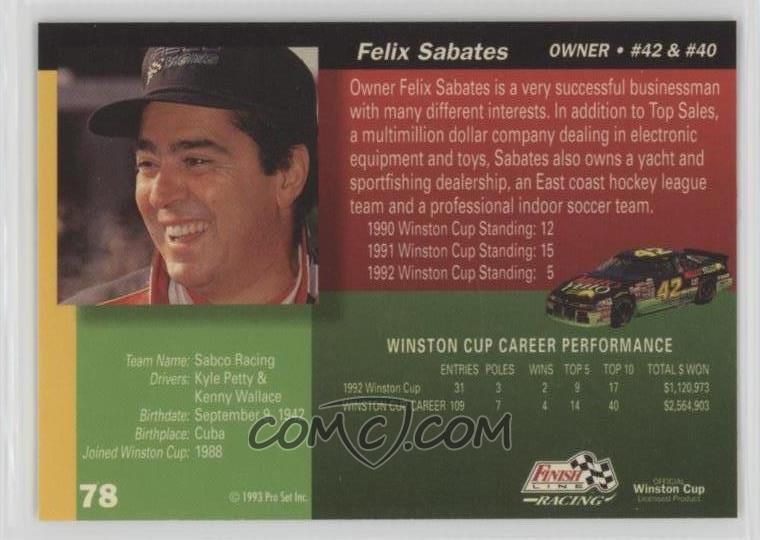 Felix Sabates OWNER • #42 & #40
Owner Felix Sabates is a very successful businessman
with many different interests. In addition to Top Sales,
a multimillion dollar company dealing in electronic
equipment and toys, Sabates also owns a yacht and
sportfishing dealership, an East coast hockey league
team and a professional indoor soccer team.
1990 Winston Cup Standing: 12
1991 Winston Cup Standing: 15
1992 Winston Cup Standing: 5
42
42
WINSTON CUP CAREER PERFORMANCE
ENTRIES POLES WINS TOP 5 TOP 10 TOTAL $ WON
1992 Winston Cup 31 3 2 9 17 $1,120,973
WINSTON CUP CAREER 109 7 4 14 40 $2,564,903
Team Name: Sabco Racing
Drivers: Kyle Petty &
Kenny Wallace
Birthdate: September 9, 1942
Birthplace: Cuba
Joined Winston Cup: 1988
COMC.com
78
© 1993 Pro Set Inc.
FINISH
LINE
RACING
OFFICIAL
Winston Cup
Licensed Product